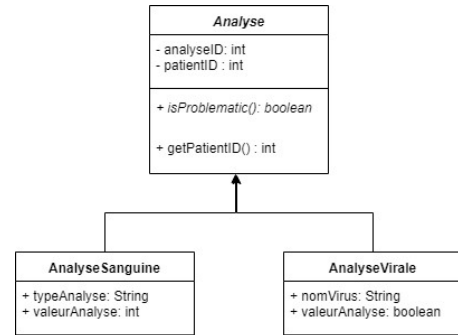 Analyse
- analyseID: int
- patientID : int
+ isProblematic(): boolean
+ getPatientID() : int
AnalyseSanguine
+ typeAnalyse: String
+ valeurAnalyse: int
AnalyseVirale
+ nomVirus: String
+ valeurAnalyse: boolean